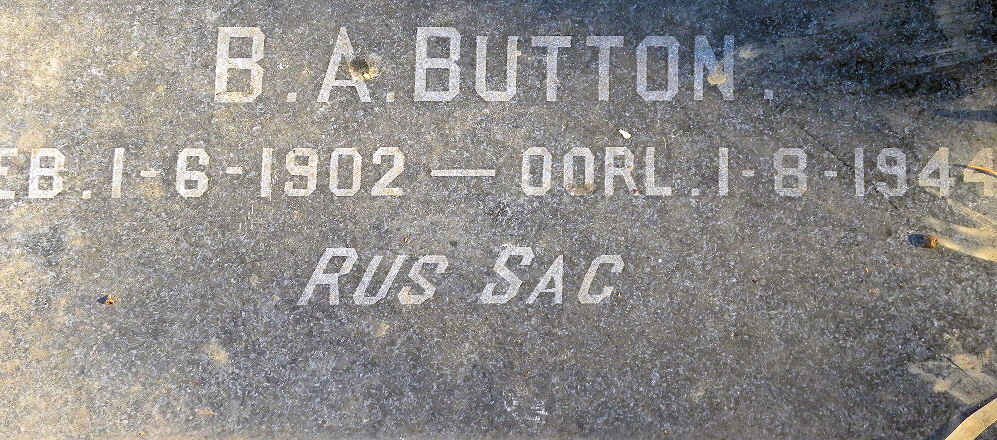 B.A.BUTTON.
EB.1-6-1902 — OORL.1-8-1944
RUS SAC